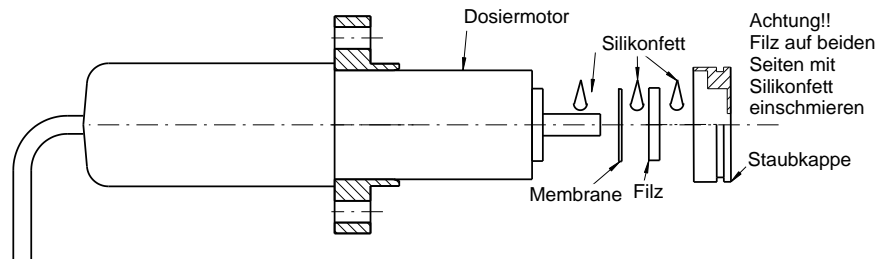 Dosiermotor
Silikonfett
Achtung!!
Filz auf beiden
Seiten mit
Silikonfett
einschmieren
Membrane
Filz
Staubkappe